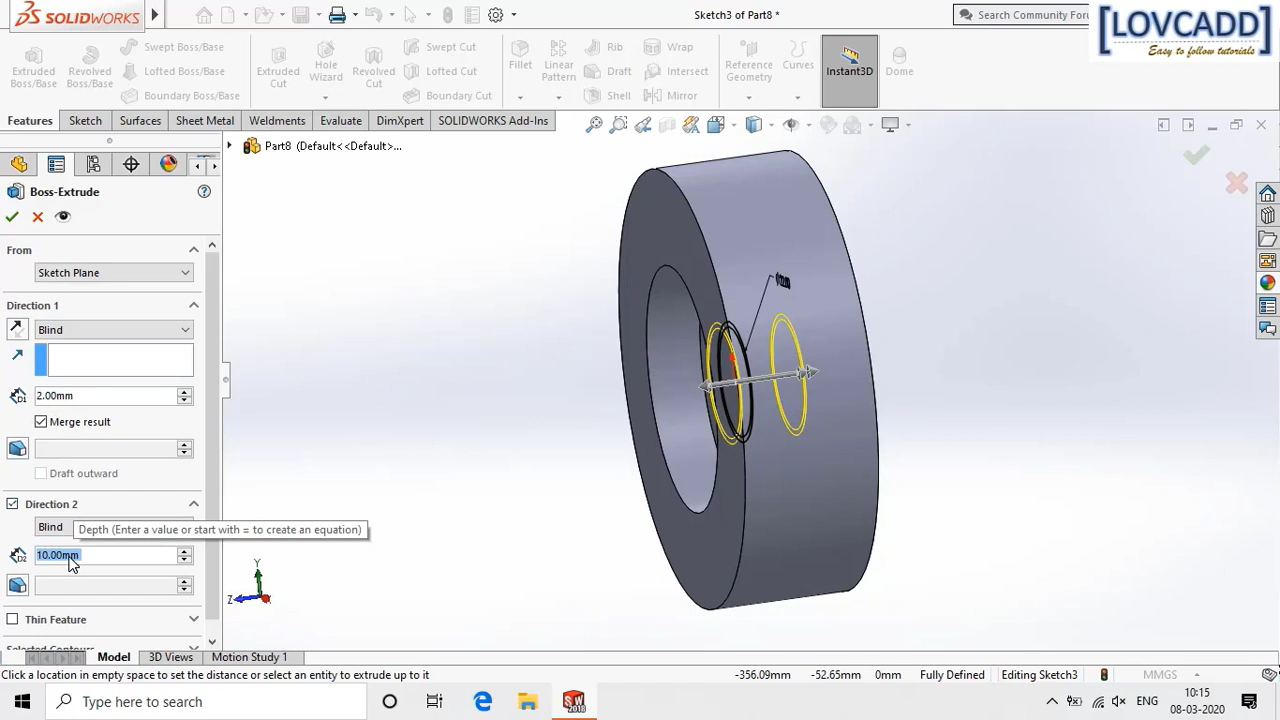 SOLIDWORKS
Sketch3 of Part8 *
Search Community Foru
[LOVCADD]
Easy to follow tutorials
Extruded Boss/Base
Revolved Boss/Base
Swept Boss/Base
Lofted Boss/Base
Boundary Boss/Base
Extruded Cut
Hole Wizard
Revolved Cut
Swept Cut
Lofted Cut
Boundary Cut
Fillet
Linear Pattern
Rib
Draft
Shell
Wrap
Intersect
Mirror
Reference Geometry
Curves
Instant3D
Dome
Features
Sketch
Surfaces
Sheet Metal
Weldments
Evaluate
DimXpert
SOLIDWORKS Add-Ins
Part8 (Default<<Default>...
Boss-Extrude
From
Sketch Plane
Direction 1
Blind
D1
2.00mm
Merge result
Draft outward
Direction 2
Blind
Depth (Enter a value or start with = to create an equation)
D2
10.00mm
Thin Feature
Selected Contours
Y
Z
Model
3D Views
Motion Study 1
Click a location in empty space to set the distance or select an entity to extrude up to it
-356.09mm
-52.65mm
0mm
Fully Defined
Editing Sketch3
MMGS
Type here to search
SW
2018
ENG
10:15
08-03-2020